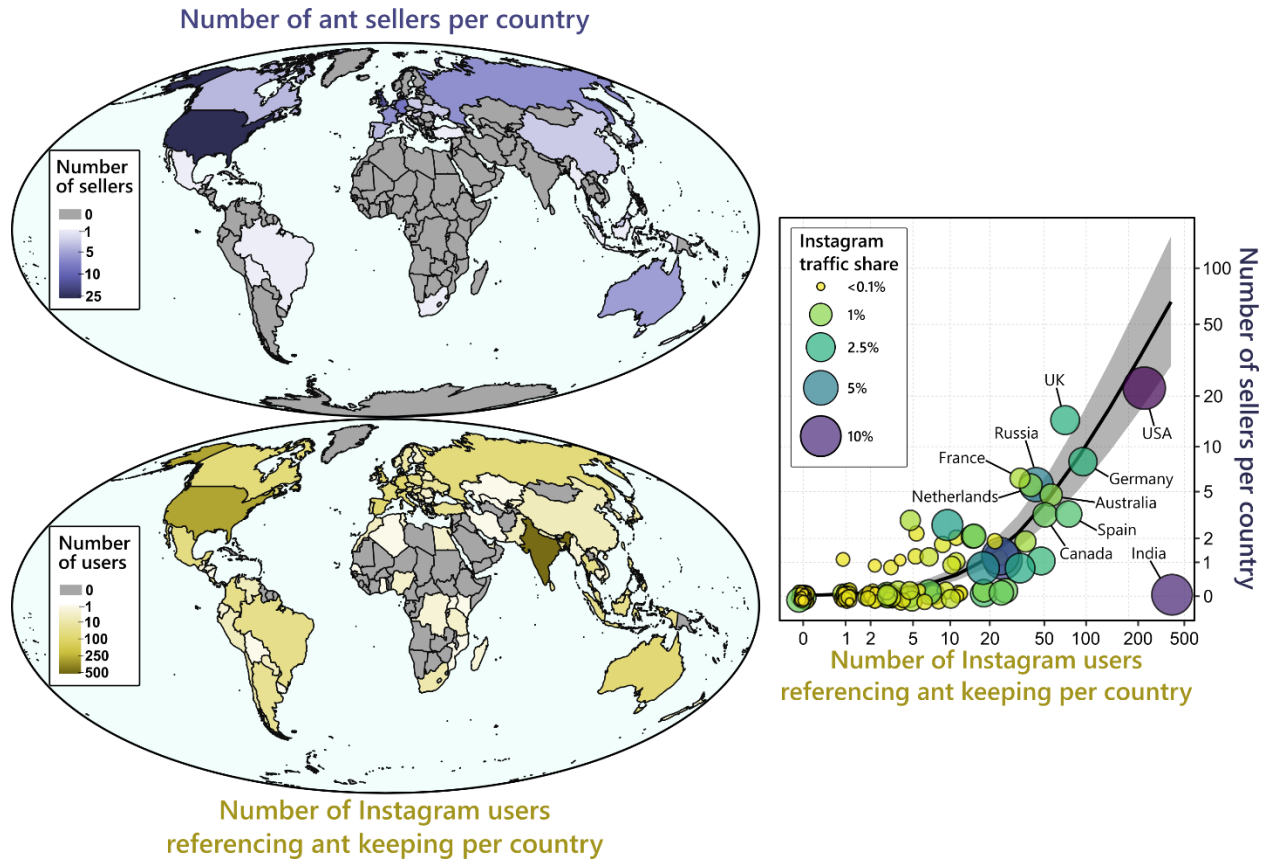 Number of ant sellers per country
Number
of sellers
0
1
5
10
25
Number
of users
0
1
10
100
250
500
Number of Instagram users
referencing ant keeping per country
Instagram
traffic share
<0.1%
1%
2.5%
5%
10%
UK
USA
Russia
France
Germany
Netherlands
Australia
Spain
Canada
India
100
50
20
10
5
2
1
0
Number of sellers per country
0 1 2 5 10 20 50 100 200 500
Number of Instagram users
referencing ant keeping per country